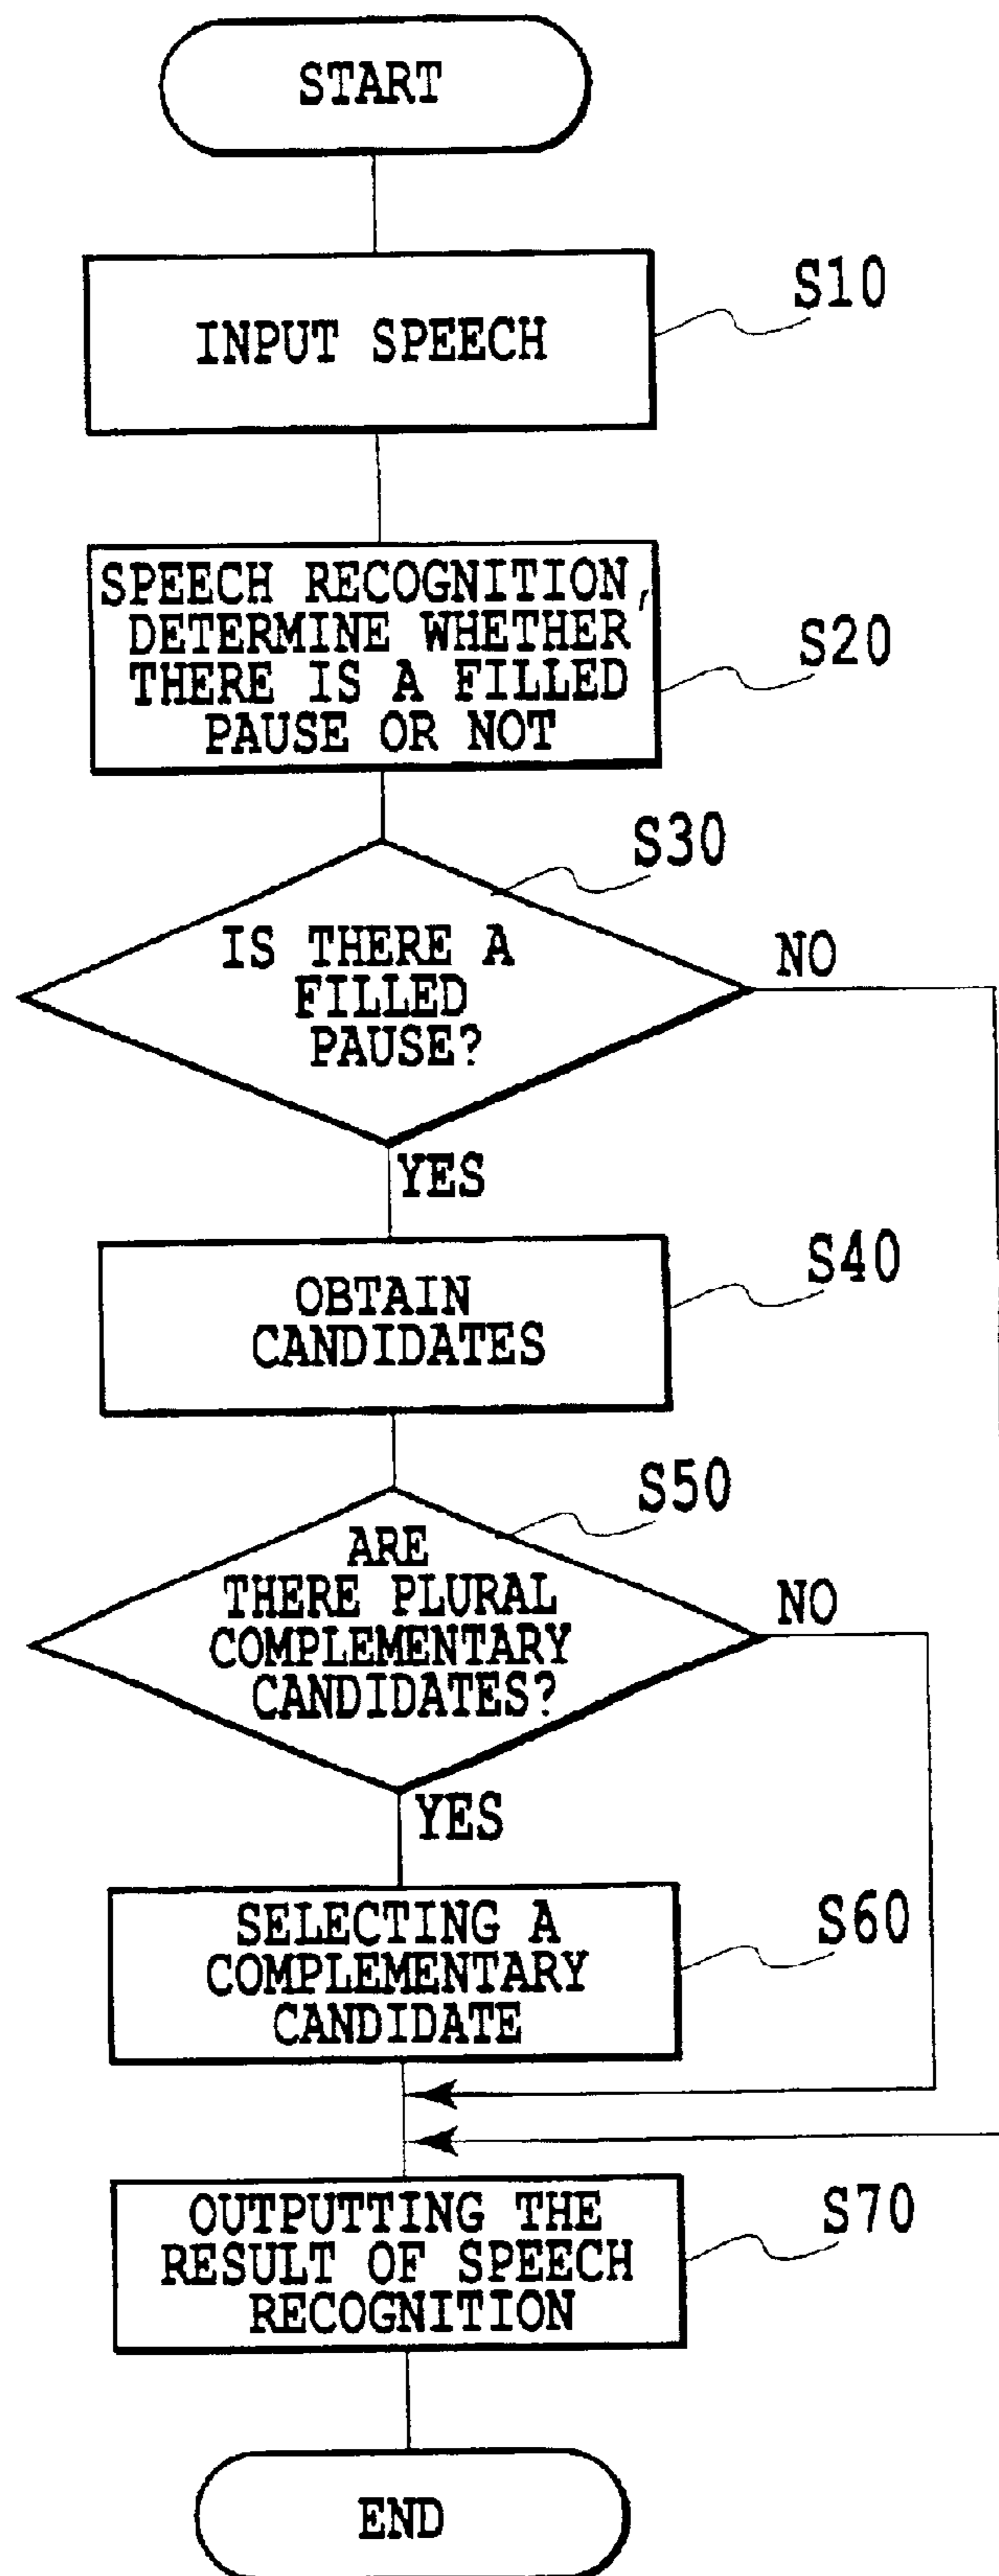 START
INPUT SPEECH
S10
SPEECH RECOGNITION,
DETERMINE WHETHER
THERE IS A FILLED
PAUSE OR NOT
S20
S30
IS THERE A
FILLED
PAUSE?
NO
YES
OBTAIN
CANDIDATES
S40
S50
ARE
THERE PLURAL
COMPLEMENTARY
CANDIDATES?
NO
YES
SELECTING A
COMPLEMENTARY
CANDIDATE
S60
OUTPUTTING THE
RESULT OF SPEECH
RECOGNITION
S70
END